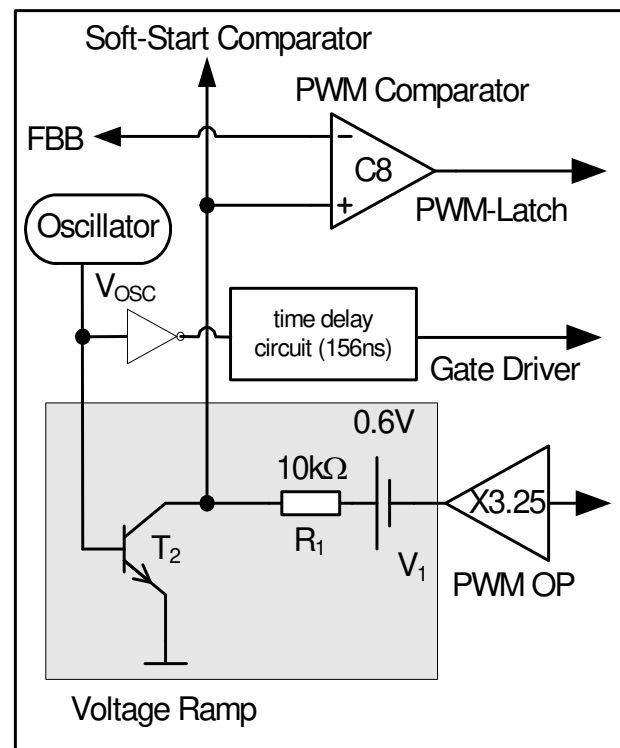 Soft-Start Comparator
PWM Comparator
FBB
−
C8
+
PWM-Latch
Oscillator
VOSC
time delay
circuit (156ns)
Gate Driver
0.6V
10kΩ
X3.25
T2
R1
V1
PWM OP
Voltage Ramp